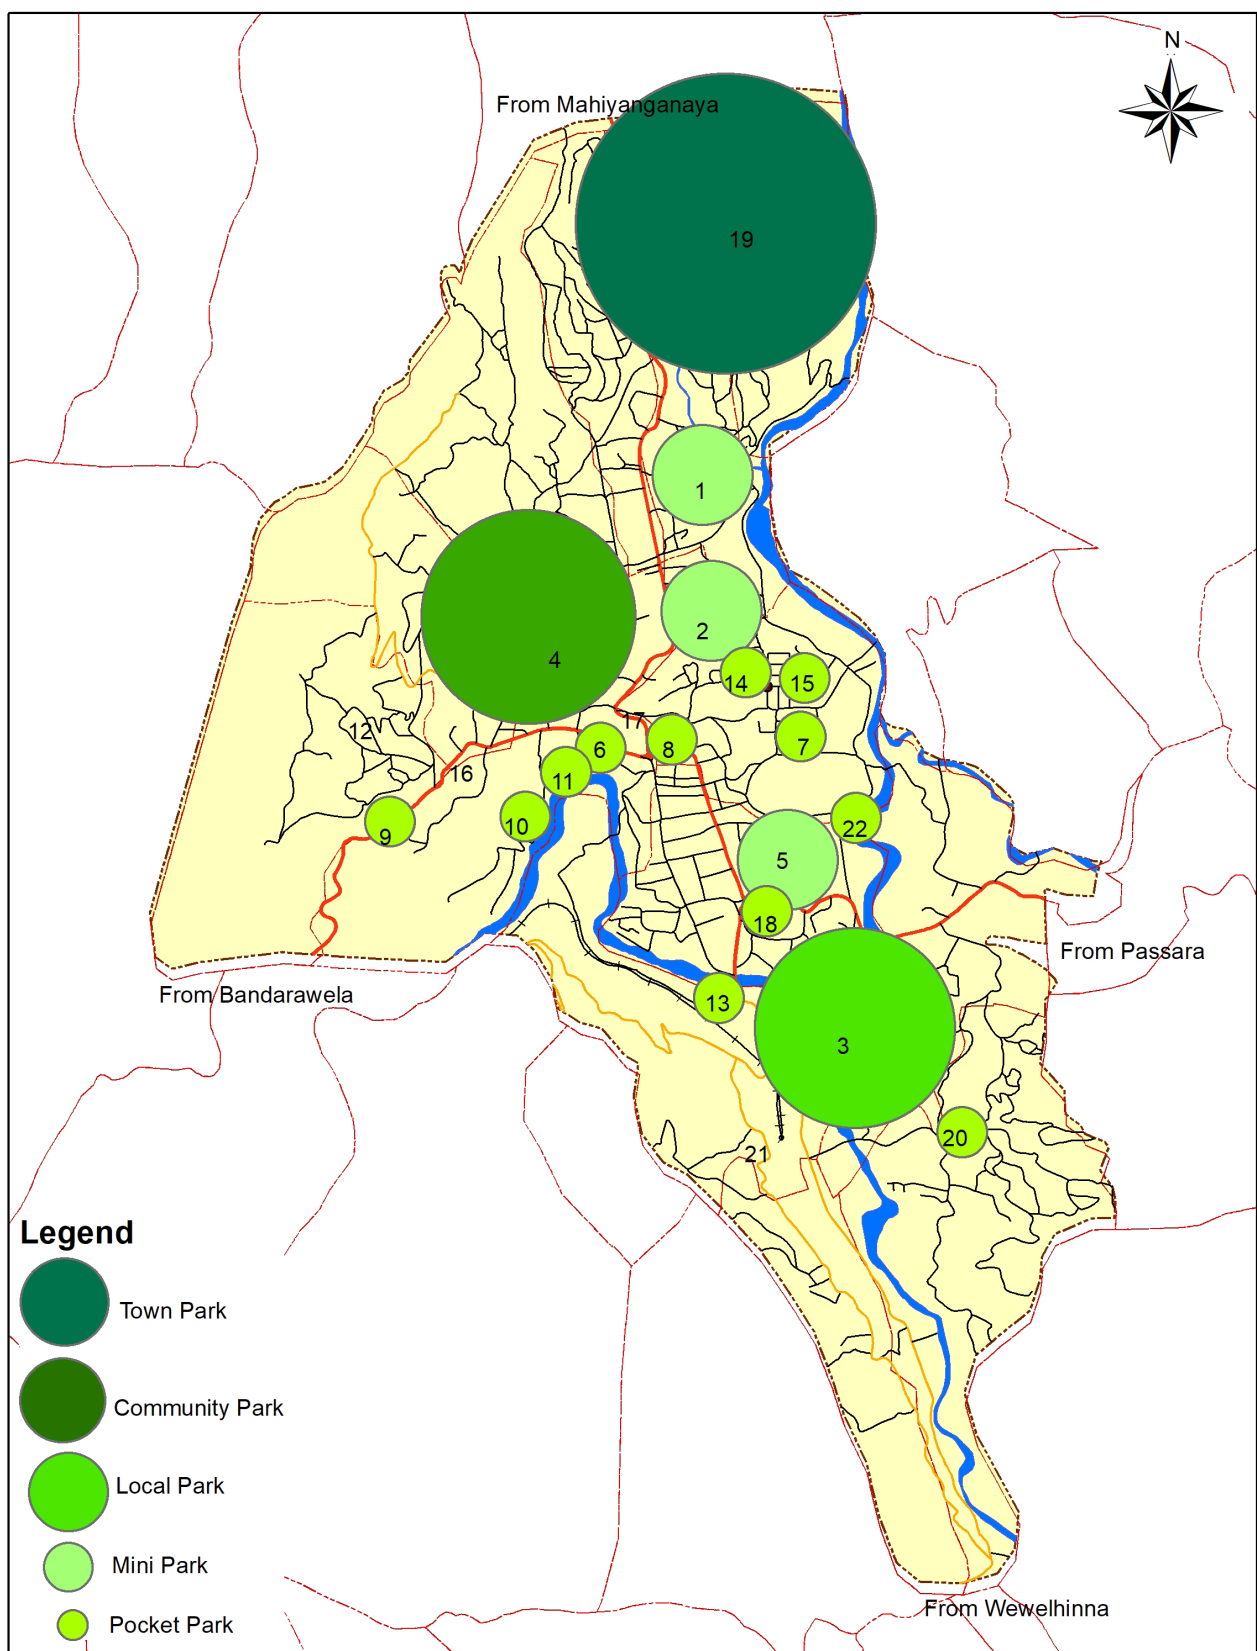 N
From Mahiyanganaya
19
1
2
4
14
15
17
12
6
8
7
16
11
9
10
22
5
18
From Passara
From Bandarawela
13
3
20
21
Legend
Town Park
Community Park
Local Park
Mini Park
From Wewelhinna
Pocket Park